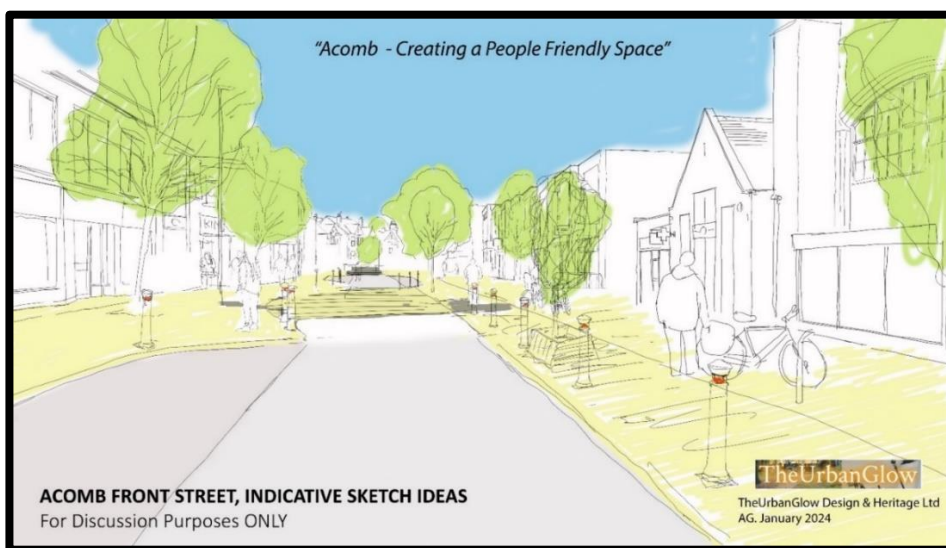 "Acomb - Creating a People Friendly Space"
ACOMB FRONT STREET, INDICATIVE SKETCH IDEAS
For Discussion Purposes ONLY
TheUrbanGlow
TheUrbanGlow Design & Heritage Ltd
AG. January 2024